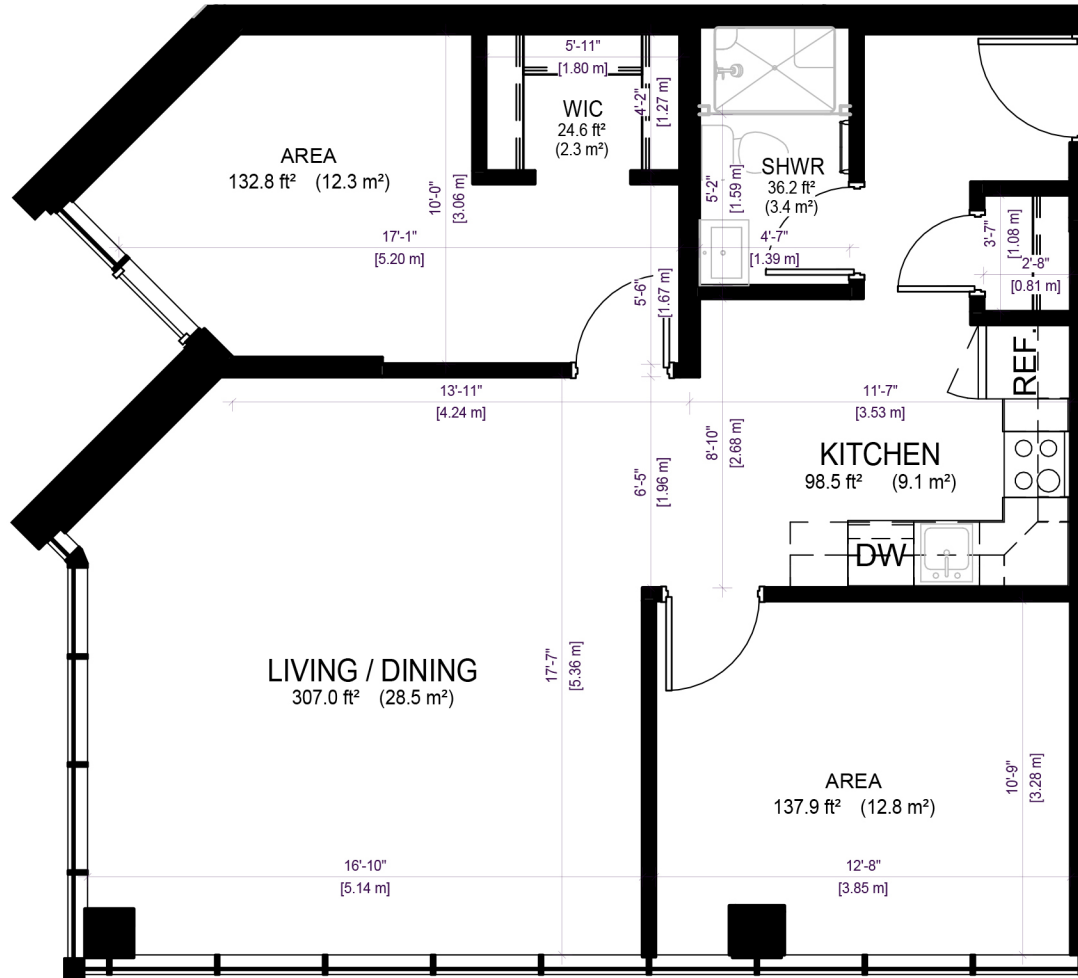 5'-11"
[1.80 m]
4'-2"
[1.27 m]
WIC
24.6 ft²
(2.3 m²)
AREA
132.8 ft² (12.3 m²)
10'-0"
[3.06 m]
17'-1"
[5.20 m]
SHWR
36.2 ft²
(3.4 m²)
5'-2"
[1.59 m]
4'-7"
[1.39 m]
3'-7"
[1.08 m]
2'-8"
[0.81 m]
5'-6"
[1.67 m]
REF.
13'-11"
[4.24 m]
11'-7"
[3.53 m]
8'-10"
[2.68 m]
KITCHEN
98.5 ft² (9.1 m²)
6'-5"
[1.96 m]
DW
LIVING / DINING
307.0 ft² (28.5 m²)
17'-7"
[5.36 m]
AREA
137.9 ft² (12.8 m²)
10'-9"
[3.28 m]
16'-10"
[5.14 m]
12'-8"
[3.85 m]